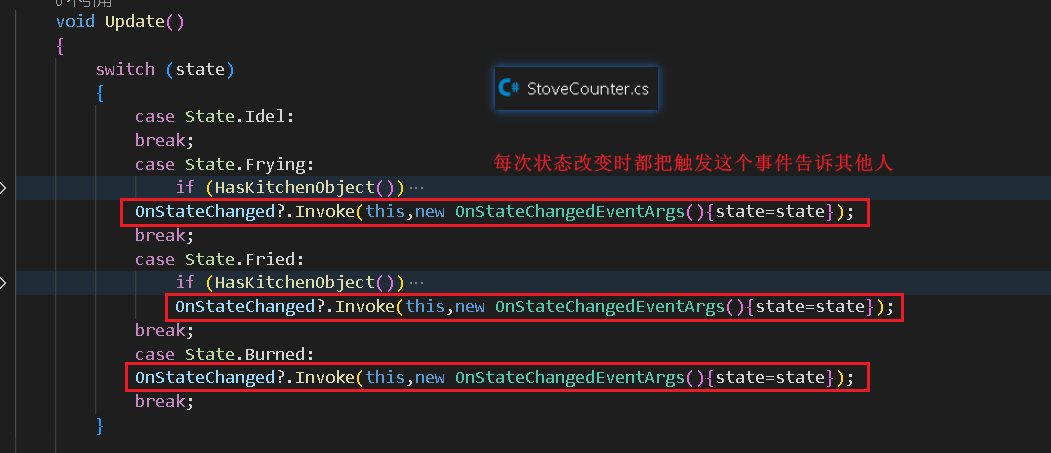 0 个引用
void Update()
{
switch (state)
{
StoveCounter.cs
case State.Idel:
break;
case State.Frying:
每次状态改变时都把触发这个事件告诉其他人
if (HasKitchenObject())…
OnStateChanged?.Invoke(this,new OnStateChangedEventArgs(){state=state});
break;
case State.Fried:
if (HasKitchenObject())…
OnStateChanged?.Invoke(this,new OnStateChangedEventArgs(){state=state});
break;
case State.Burned:
OnStateChanged?.Invoke(this,new OnStateChangedEventArgs(){state=state});
break;
}